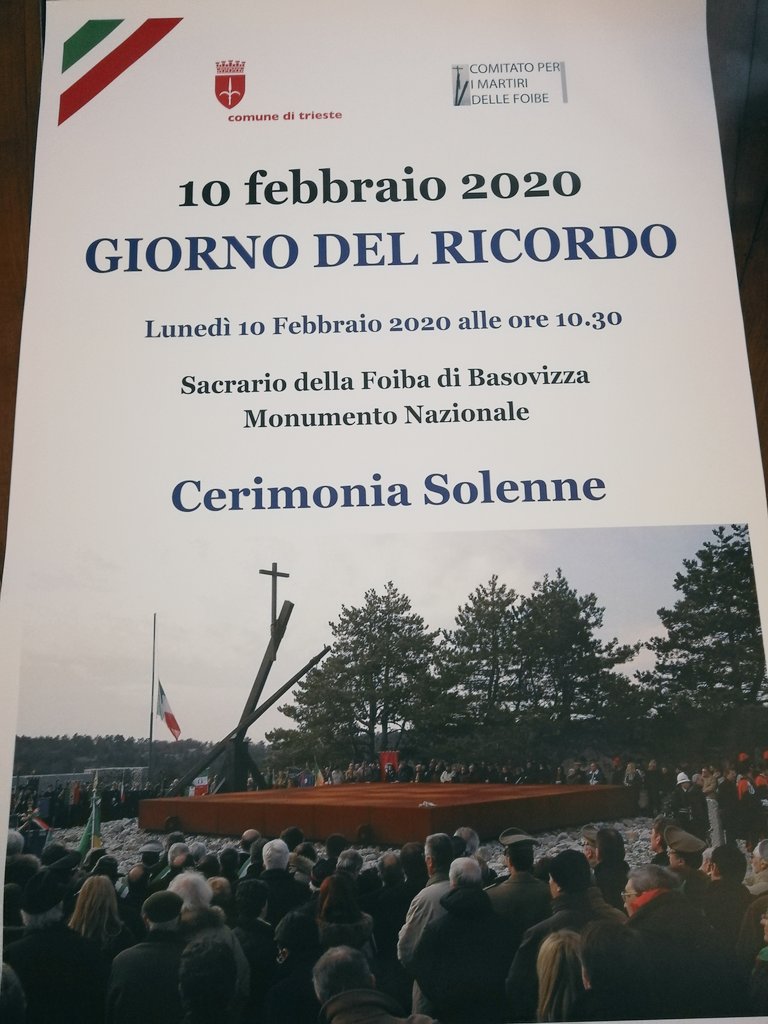 comune di trieste
COMITATO PER
I MARTIRI
DELLE FOIBE
10 febbraio 2020
GIORNO DEL RICORDO
Lunedì 10 Febbraio 2020 alle ore 10.30
Sacrario della Foiba di Basovizza
Monumento Nazionale
Cerimonia Solenne